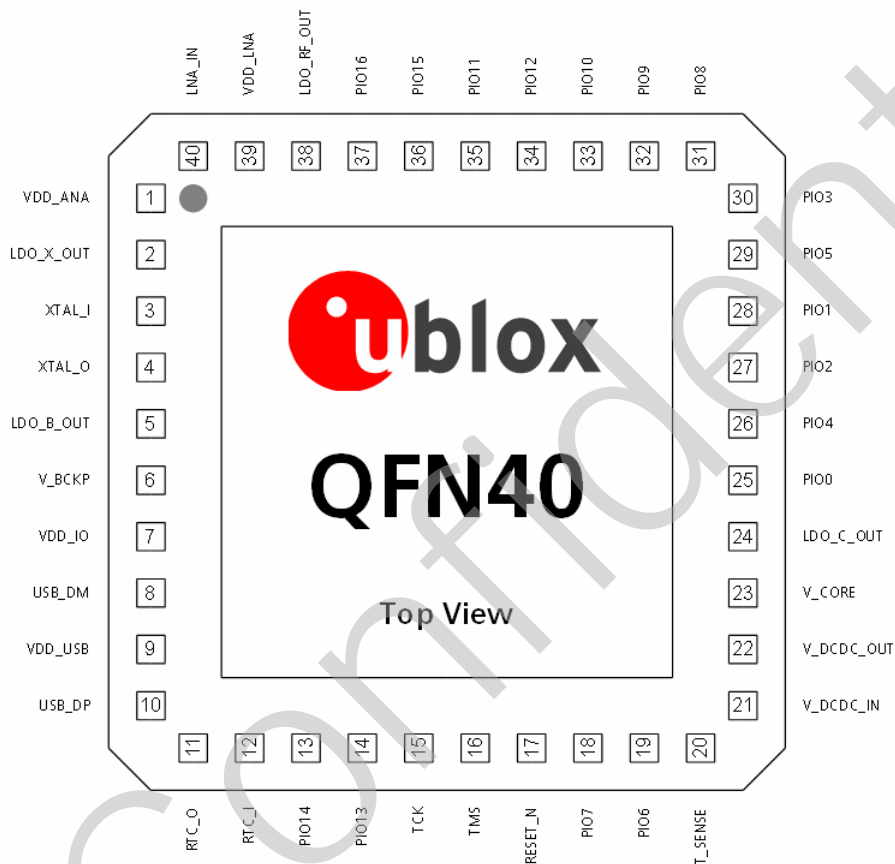 LNA_IN
VDD_LNA
LDO_RF_OUT
PIO16
PIO15
PIO11
PIO12
PIO10
PIO9
PIO8
40
39
38
37
36
35
34
33
32
31
VDD_ANA 1
30 PIO3
LDO_X_OUT 2
29 PIO5
XTAL_I 3
28 PIO1
XTAL_O 4
27 PIO2
LDO_B_OUT 5
26 PIO4
V_BCKP 6
25 PIO0
VDD_IO 7
24 LDO_C_OUT
USB_DM 8
23 V_CORE
VDD_USB 9
22 V_DCDC_OUT
USB_DP 10
21 V_DCDC_IN
ublox
QFN40
Top View
11
12
13
14
15
16
17
18
19
20
RTC_O
RTC_I
PIO14
PIO13
TCK
TMS
RESET_N
PIO7
PIO6
T_SENSE
Confident